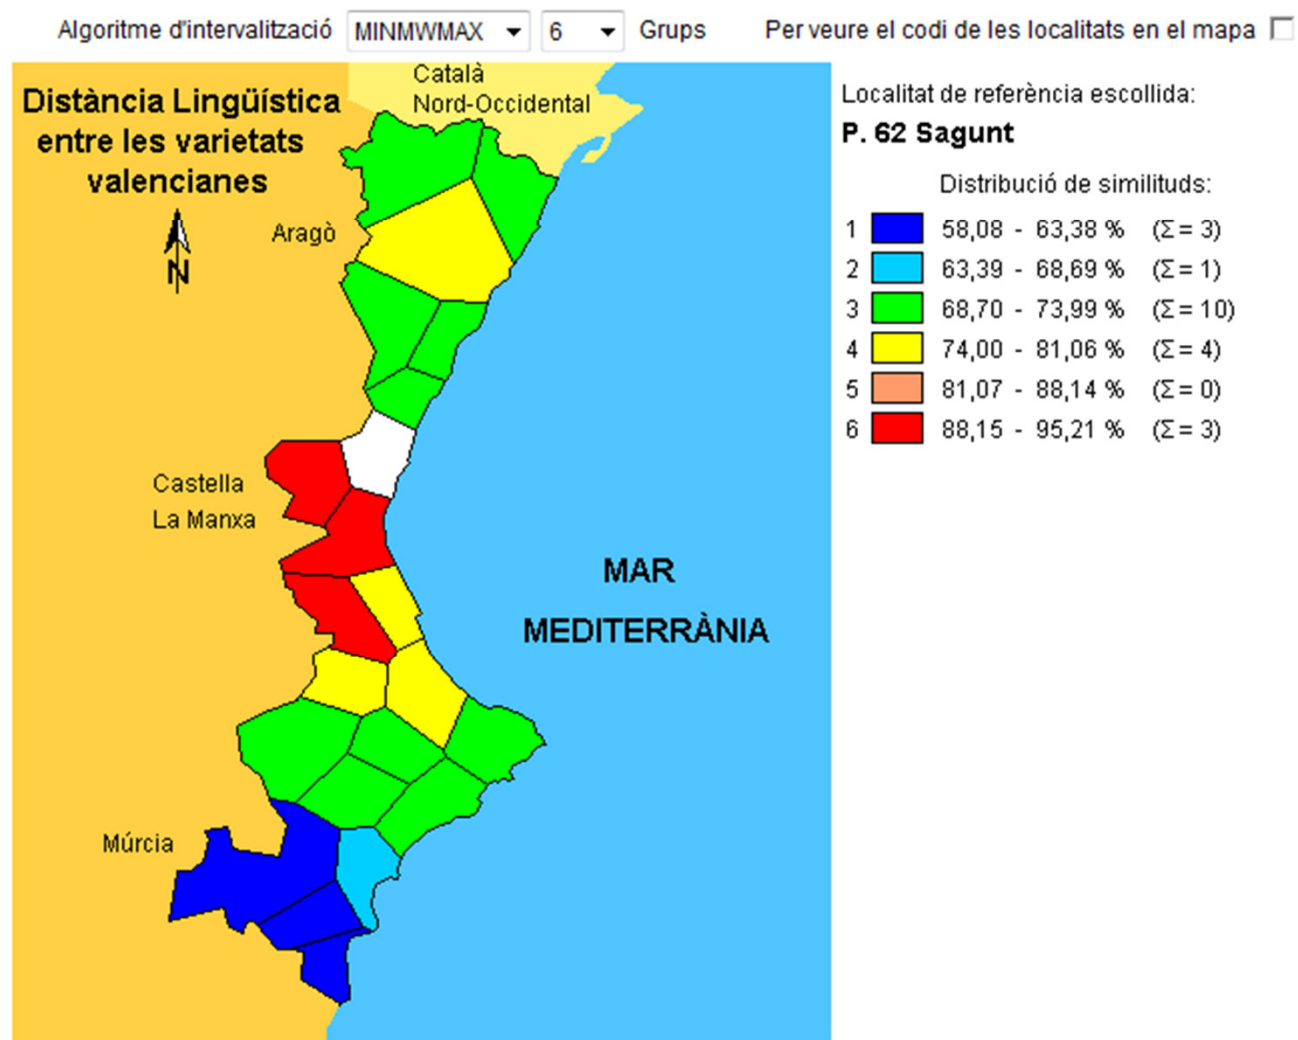 Algoritme d'intervalització MINMWMAX 6 Grups Per veure el codi de les localitats en el mapa
Distància Lingüística
entre les varietats
valencianes
N
Català
Nord-Occidental
Aragò
Castella
La Manxa
Múrcia
MAR
MEDITERRÀNIA
Localitat de referència escollida:
P. 62 Sagunt
Distribució de similituds:
1 58,08 - 63,38 % (Σ = 3)
2 63,39 - 68,69 % (Σ = 1)
3 68,70 - 73,99 % (Σ = 10)
4 74,00 - 81,06 % (Σ = 4)
5 81,07 - 88,14 % (Σ = 0)
6 88,15 - 95,21 % (Σ = 3)